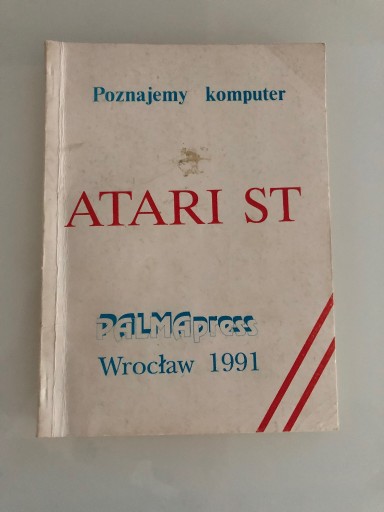 Poznajemy komputer
ATARI ST
PALMApress
Wrocław 1991